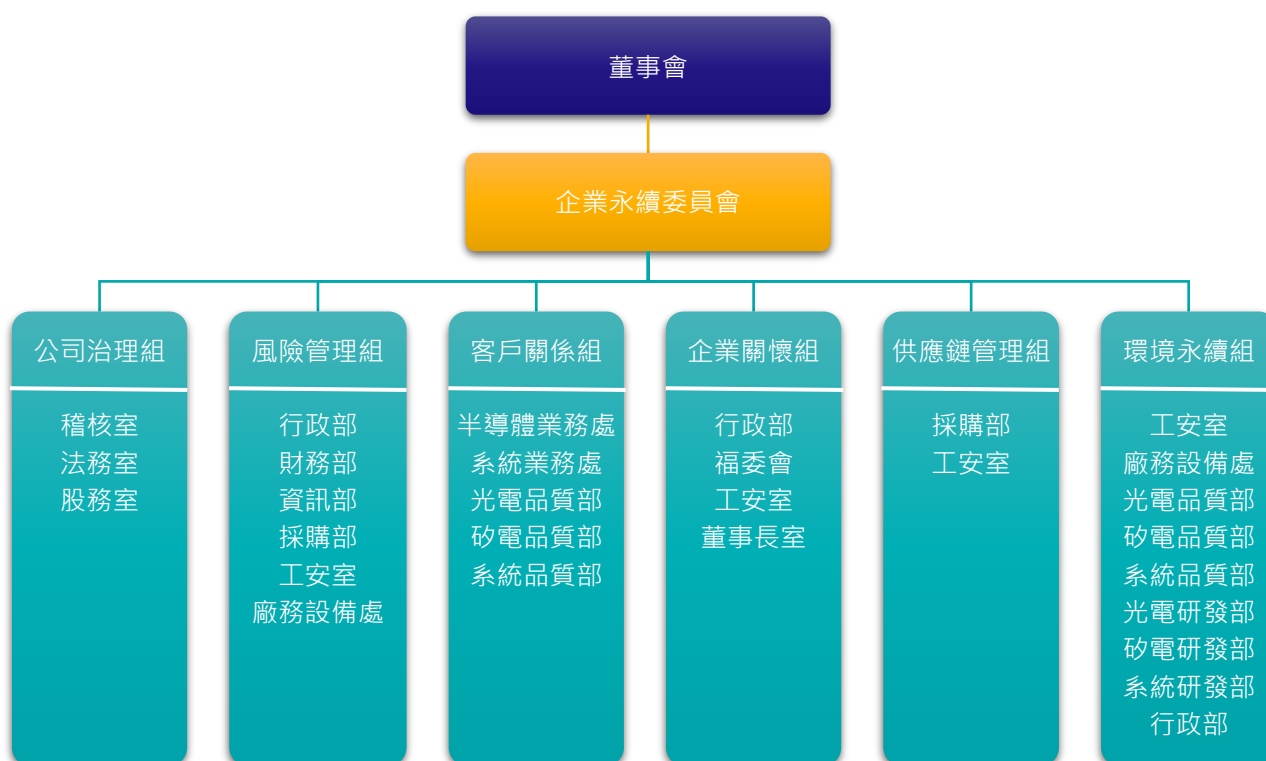 董事會
企業永續委員會
公司治理組
稽核室
法務室
股務室
風險管理組
行政部
財務部
資訊部
採購部
工安室
廠務設備處
客戶關係組
半導體業務處
系統業務處
光電品質部
矽電品質部
系統品質部
企業關懷組
行政部
福委會
工安室
董事長室
供應鏈管理組
採購部
工安室
環境永續組
工安室
廠務設備處
光電品質部
矽電品質部
系統品質部
光電研發部
矽電研發部
系統研發部
行政部